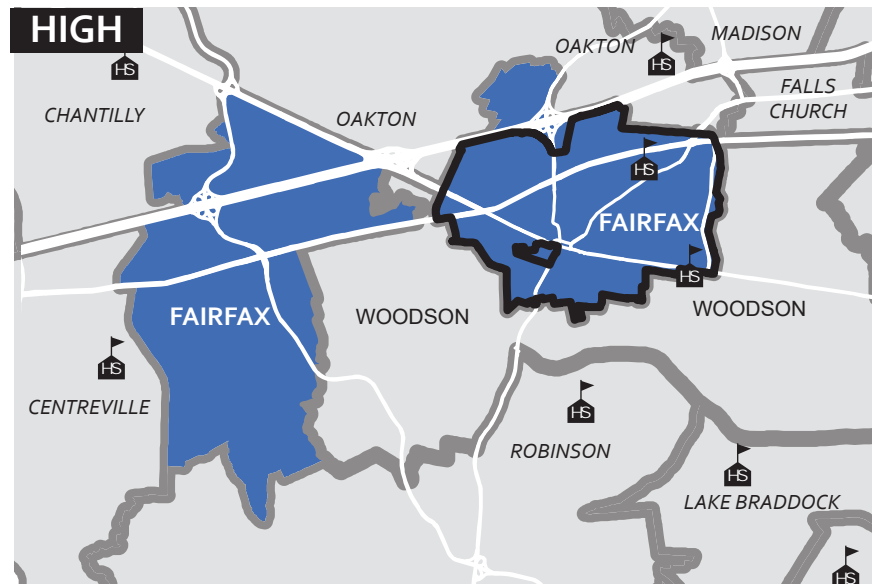 HIGH
OAKTON
MADISON
HS
HS
CHANTILLY
OAKTON
FALLS
CHURCH
HS
FAIRFAX
HS
FAIRFAX
WOODSON
WOODSON
HS
CENTREVILLE
HS
ROBINSON
HS
LAKE BRADDOCK
HS